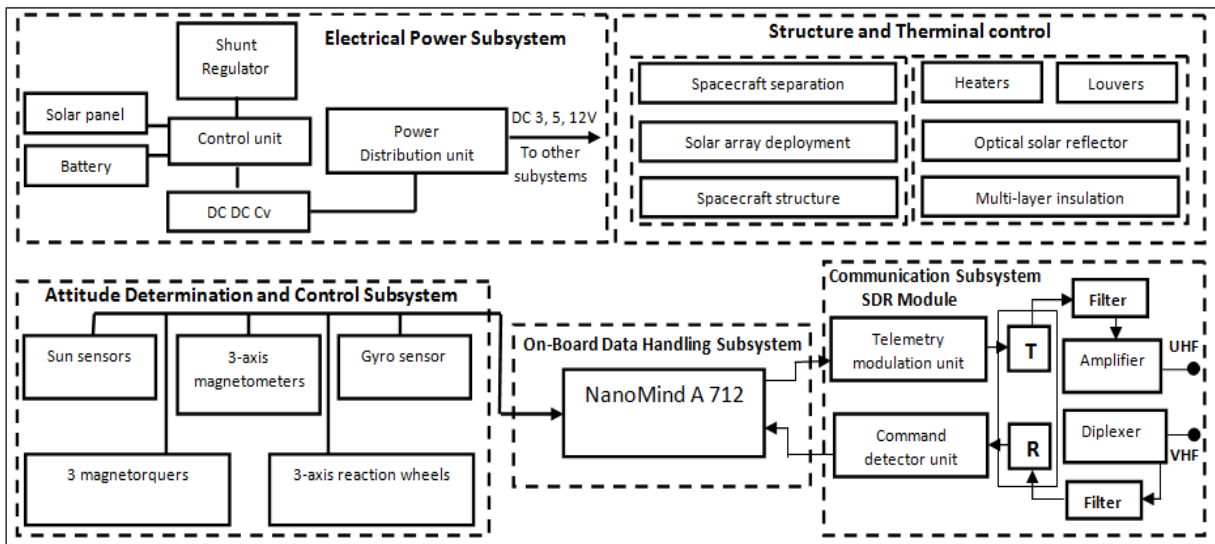 Electrical Power Subsystem
Shunt
Regulator
Solar panel
Control unit
Battery
DC DC Cv
Power
Distribution unit
DC 3, 5, 12V
To other
subystems
Structure and Therminal control
Spacecraft separation
Solar array deployment
Spacecraft structure
Heaters
Louvers
Optical solar reflector
Multi-layer insulation
Attitude Determination and Control Subsystem
Sun sensors
3-axis
magnetometers
Gyro sensor
3 magnetorquers
3-axis reaction wheels
On-Board Data Handling Subsystem
NanoMind A 712
Communication Subsystem
SDR Module
Telemetry
modulation unit
T
Filter
Amplifier
UHF
Command
detector unit
R
Diplexer
VHF
Filter